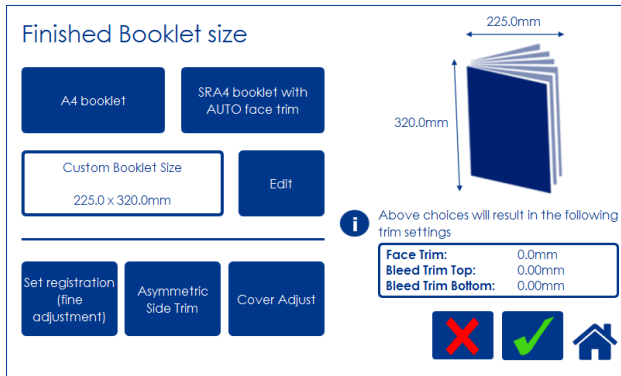 Finished Booklet size
A4 booklet
SRA4 booklet with
AUTO face trim
Custom Booklet Size
225.0 x 320.0mm
Edit
Set registration
(fine
adjustment)
Asymmetric
Side Trim
Cover Adjust
225.0mm
320.0mm
i
Above choices will result in the following
trim settings
Face Trim: 0.0mm
Bleed Trim Top: 0.00mm
Bleed Trim Bottom: 0.00mm